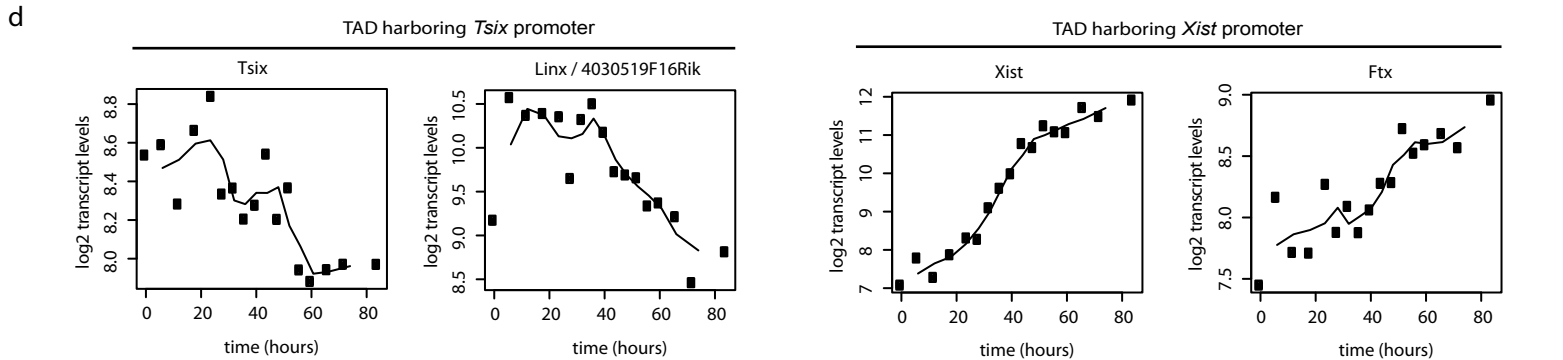 d
TAD harboring Tsix promoter
TAD harboring Xist promoter
Tsix
log2 transcript levels
8.8
8.6
8.4
8.2
8.0
0 20 40 60 80
time (hours)
Linx / 4030519F16Rik
log2 transcript levels
10.5
10.0
9.5
9.0
8.5
0 20 40 60 80
time (hours)
Xist
log2 transcript levels
12
11
10
9
8
7
0 20 40 60 80
time (hours)
Ftx
log2 transcript levels
9.0
8.5
8.0
7.5
0 20 40 60 80
time (hours)